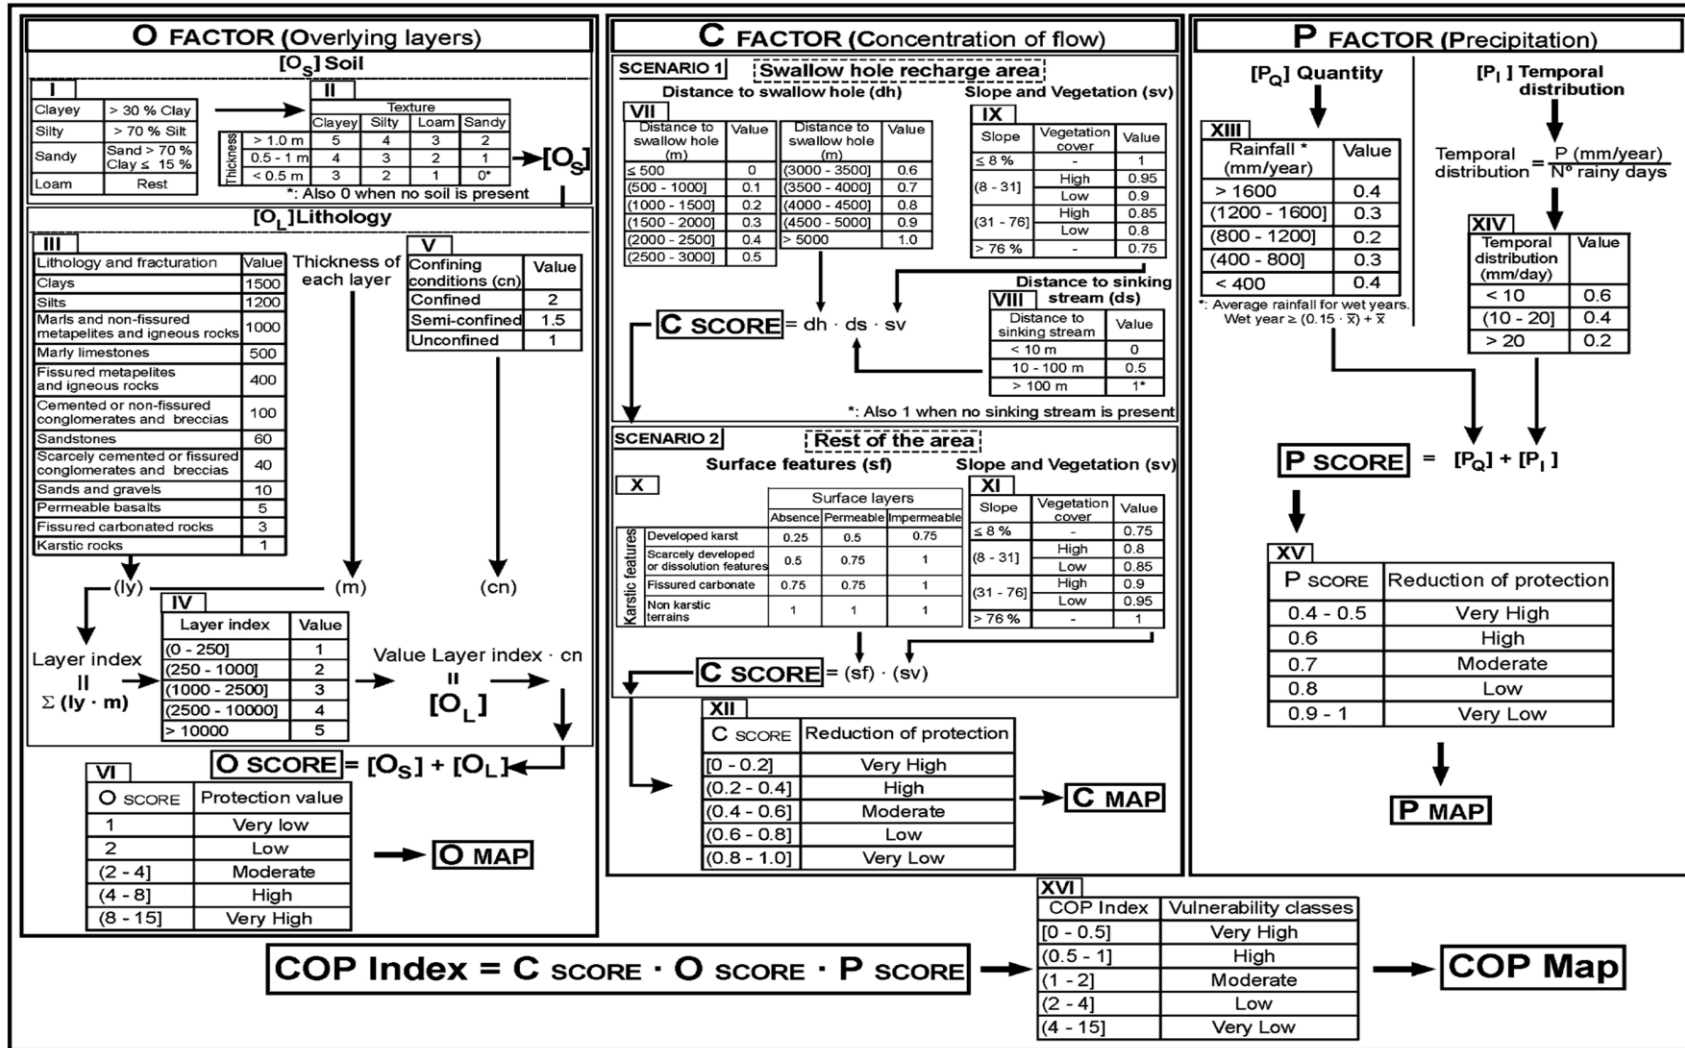 O FACTOR (Overlying layers)
[OS] Soil
I
Clayey > 30 % Clay
Silty > 70 % Silt
Sandy Sand > 70 % Clay ≤ 15 %
Loam Rest
II
Texture
Clayey Silty Loam Sandy
Thickness
> 1.0 m 5 4 3 2
0.5 - 1 m 4 3 2 1
< 0.5 m 3 2 1 0*
[OS]
*: Also 0 when no soil is present
[OL] Lithology
III
Lithology and fracturation Value
Clays 1500
Silts 1200
Marls and non-fissured metapelites and igneous rocks 1000
Marly limestones 500
Fissured metapelites and igneous rocks 400
Cemented or non-fissured conglomerates and breccias 100
Sandstones 60
Scarcely cemented or fissured conglomerates and breccias 40
Sands and gravels 10
Permeable basalts 5
Fissured carbonated rocks 3
Karstic rocks 1
Thickness of each layer
V
Confining conditions (cn) Value
Confined 2
Semi-confined 1.5
Unconfined 1
(ly) (m) (cn)
IV
Layer index Value
(0 - 250] 1
(250 - 1000] 2
(1000 - 2500] 3
(2500 - 10000] 4
> 10000 5
Layer index
=
Σ (ly · m)
Value Layer index · cn
=
[OL]
O SCORE = [OS] + [OL]
VI
O SCORE Protection value
1 Very low
2 Low
(2 - 4] Moderate
(4 - 8] High
(8 - 15] Very High
O MAP
C FACTOR (Concentration of flow)
SCENARIO 1 Swallow hole recharge area
Distance to swallow hole (dh)
VII
Distance to swallow hole (m) Value Distance to swallow hole (m) Value
≤ 500 0 (3000 - 3500] 0.6
(500 - 1000] 0.1 (3500 - 4000] 0.7
(1000 - 1500] 0.2 (4000 - 4500] 0.8
(1500 - 2000] 0.3 (4500 - 5000] 0.9
(2000 - 2500] 0.4 > 5000 1.0
(2500 - 3000] 0.5
Slope and Vegetation (sv)
IX
Slope Vegetation cover Value
≤ 8 % - 1
(8 - 31] High 0.95
Low 0.9
(31 - 76] High 0.85
Low 0.8
> 76 % - 0.75
Distance to sinking stream (ds)
VIII
Distance to sinking stream Value
< 10 m 0
10 - 100 m 0.5
> 100 m 1*
*: Also 1 when no sinking stream is present
C SCORE = dh · ds · sv
SCENARIO 2 Rest of the area
Surface features (sf)
X
Surface layers
Absence Permeable Impermeable
Karstic features
Developed karst 0.25 0.5 0.75
Scarcely developed or dissolution features 0.5 0.75 1
Fissured carbonate 0.75 0.75 1
Non karstic terrains 1 1 1
Slope and Vegetation (sv)
XI
Slope Vegetation cover Value
≤ 8 % - 0.75
(8 - 31] High 0.8
Low 0.85
(31 - 76] High 0.9
Low 0.95
> 76 % - 1
C SCORE = (sf) · (sv)
XII
C SCORE Reduction of protection
[0 - 0.2] Very High
(0.2 - 0.4] High
(0.4 - 0.6] Moderate
(0.6 - 0.8] Low
(0.8 - 1.0] Very Low
C MAP
P FACTOR (Precipitation)
[PQ] Quantity
XIII
Rainfall * (mm/year) Value
> 1600 0.4
(1200 - 1600] 0.3
(800 - 1200] 0.2
(400 - 800] 0.3
< 400 0.4
*: Average rainfall for wet years.
Wet year ≥ (0.15 · x̄) + x̄
[PI] Temporal distribution
Temporal distribution = P (mm/year) / Nº rainy days
XIV
Temporal distribution (mm/day) Value
< 10 0.6
(10 - 20] 0.4
> 20 0.2
P SCORE = [PQ] + [PI]
XV
P SCORE Reduction of protection
0.4 - 0.5 Very High
0.6 High
0.7 Moderate
0.8 Low
0.9 - 1 Very Low
P MAP
COP Index = C SCORE · O SCORE · P SCORE
XVI
COP Index Vulnerability classes
[0 - 0.5] Very High
(0.5 - 1] High
(1 - 2] Moderate
(2 - 4] Low
(4 - 15] Very Low
COP Map